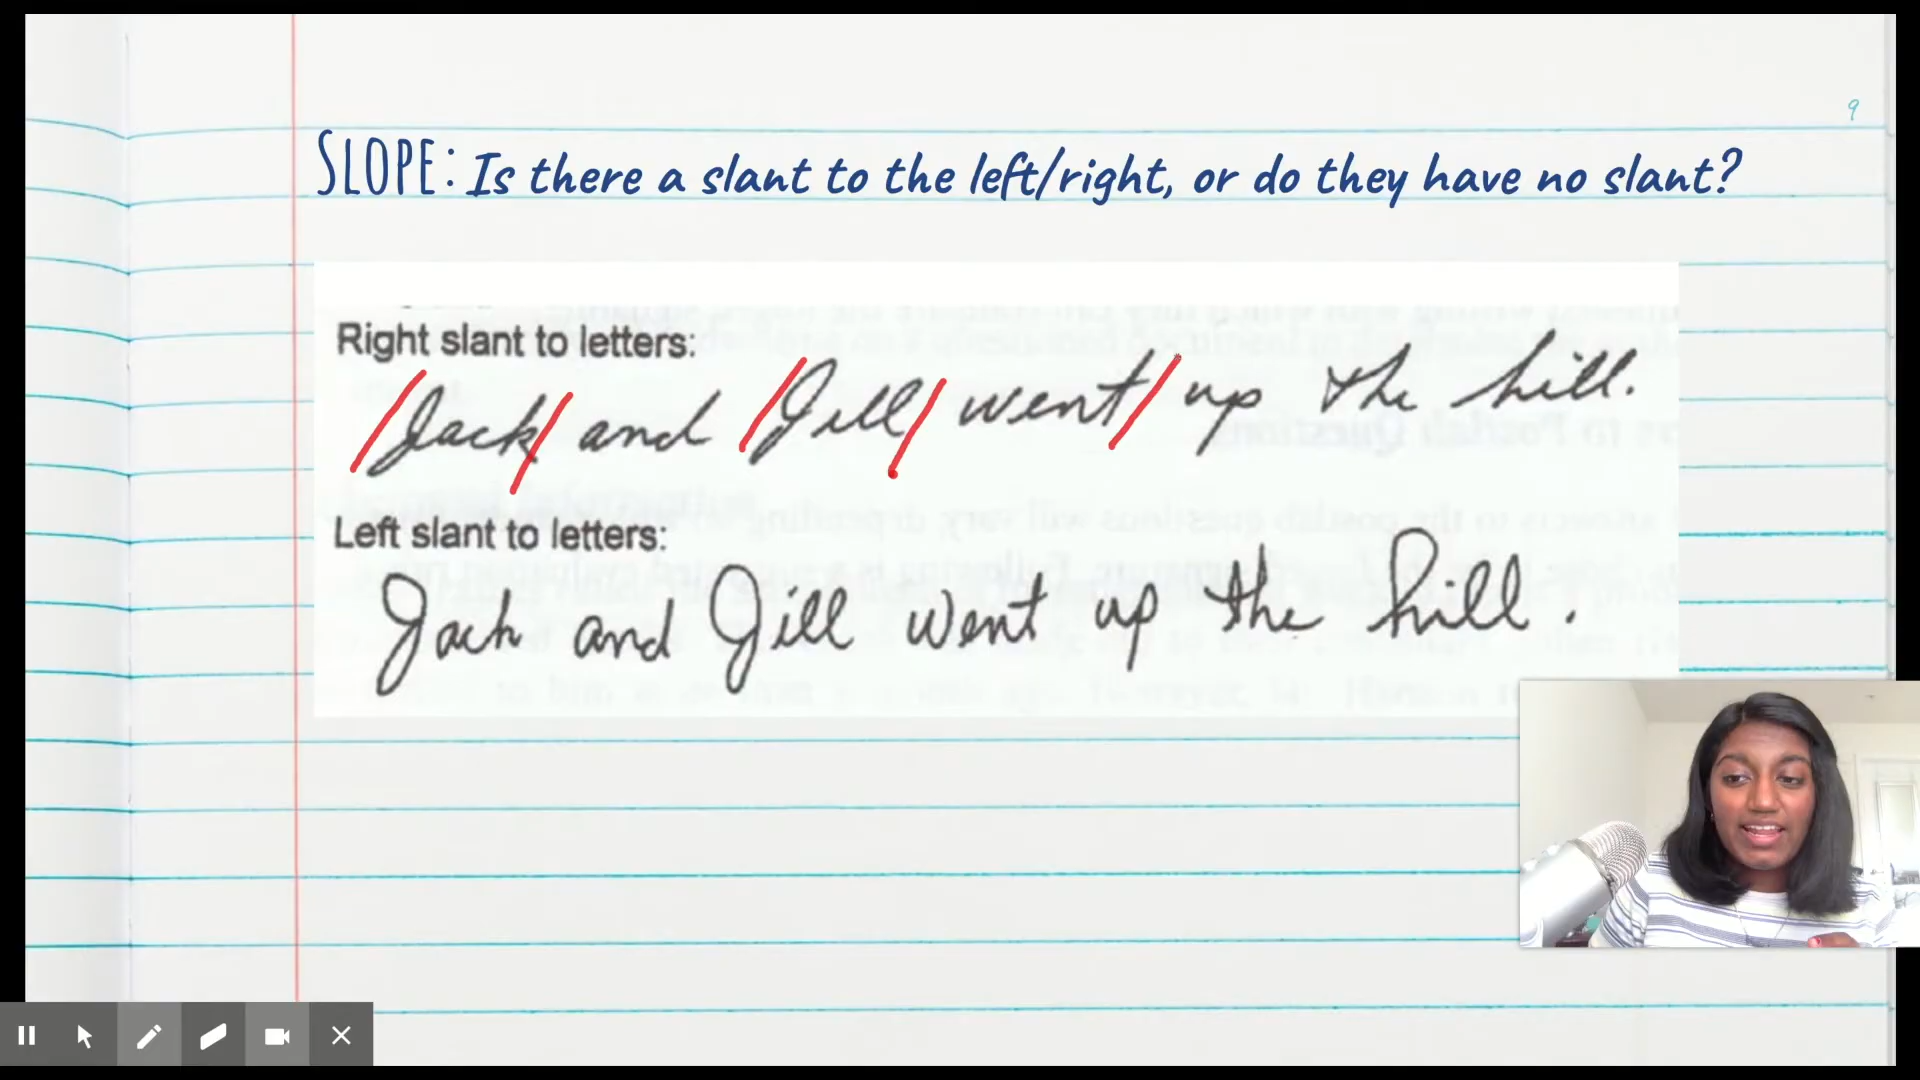 9
SLOPE: Is there a slant to the left/right, or do they have no slant?
Right slant to letters:
Jack and Jill went up the hill.
Left slant to letters:
Jack and Jill went up the hill.